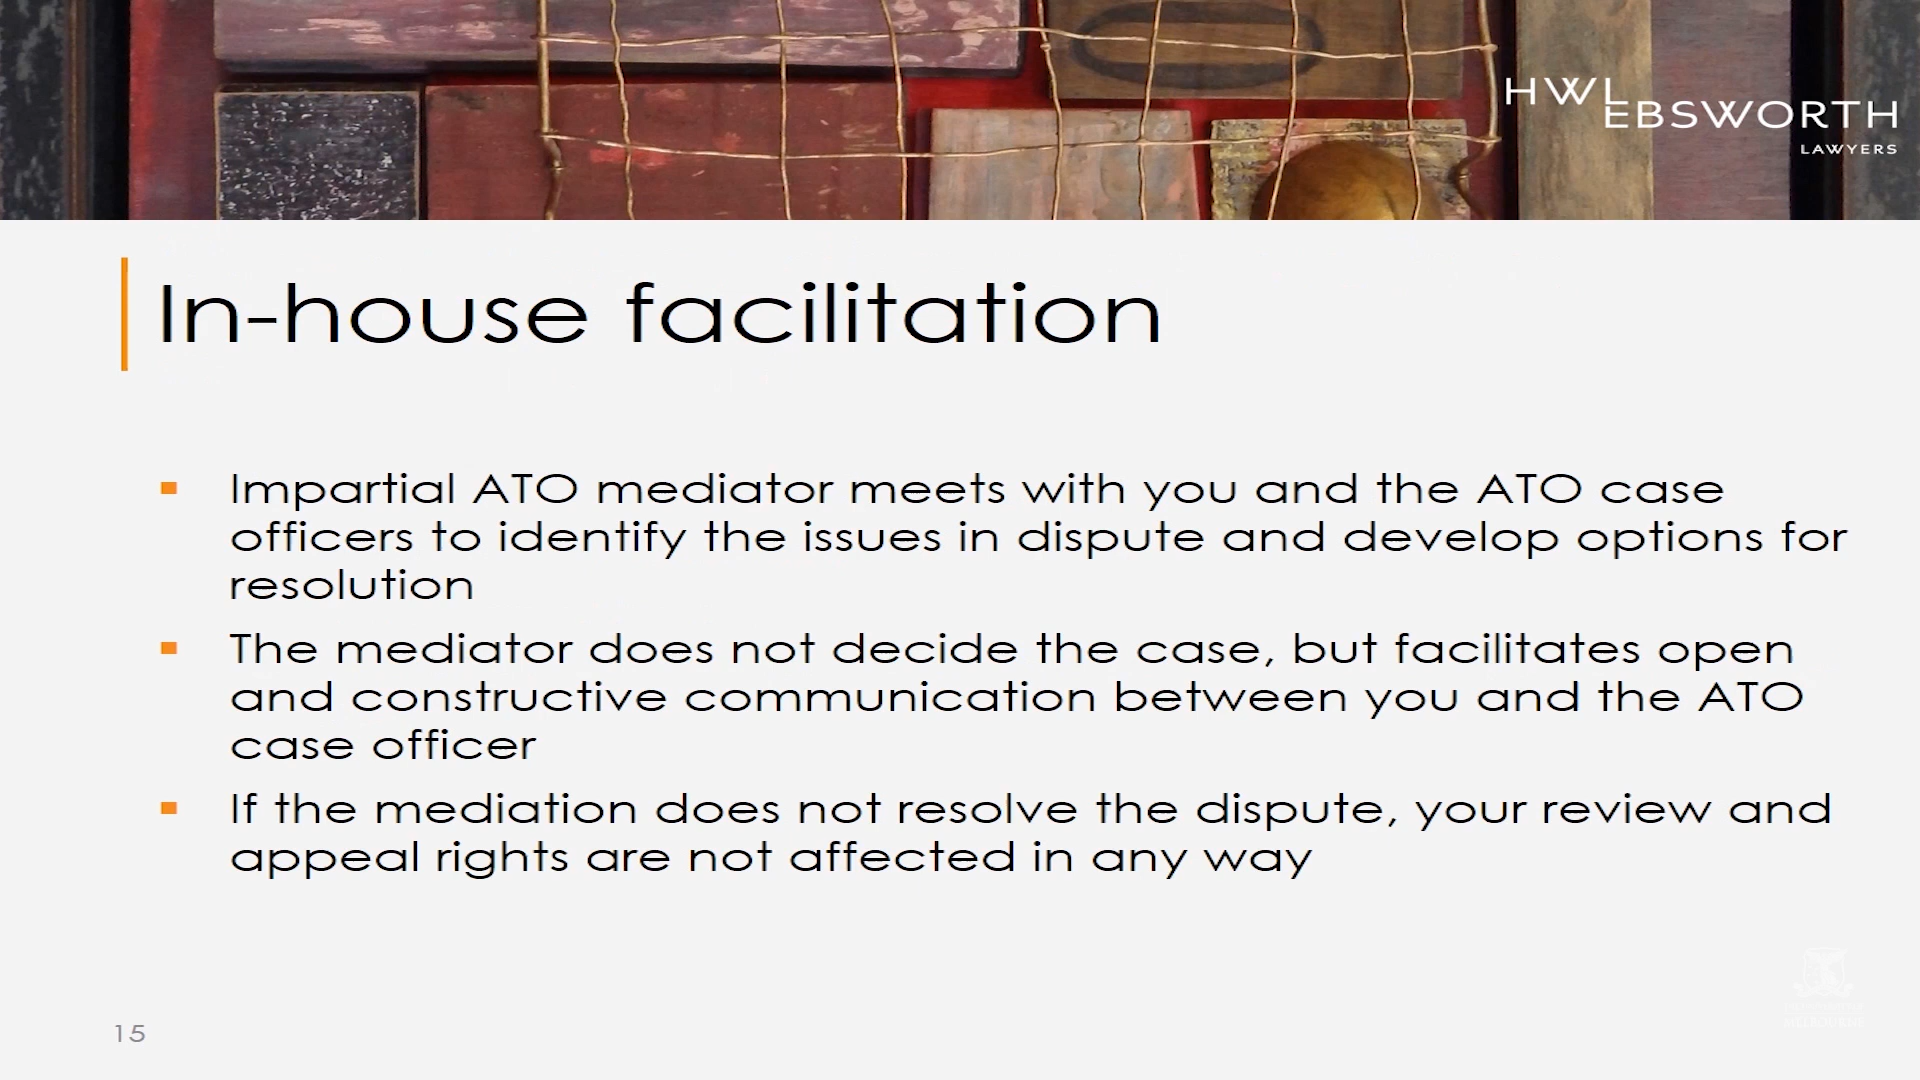 HWL
EBSWORTH
LAWYERS
In-house facilitation
Impartial ATO mediator meets with you and the ATO case
officers to identify the issues in dispute and develop options for
resolution
The mediator does not decide the case, but facilitates open
and constructive communication between you and the ATO
case officer
If the mediation does not resolve the dispute, your review and
appeal rights are not affected in any way
15
MELBOURNE